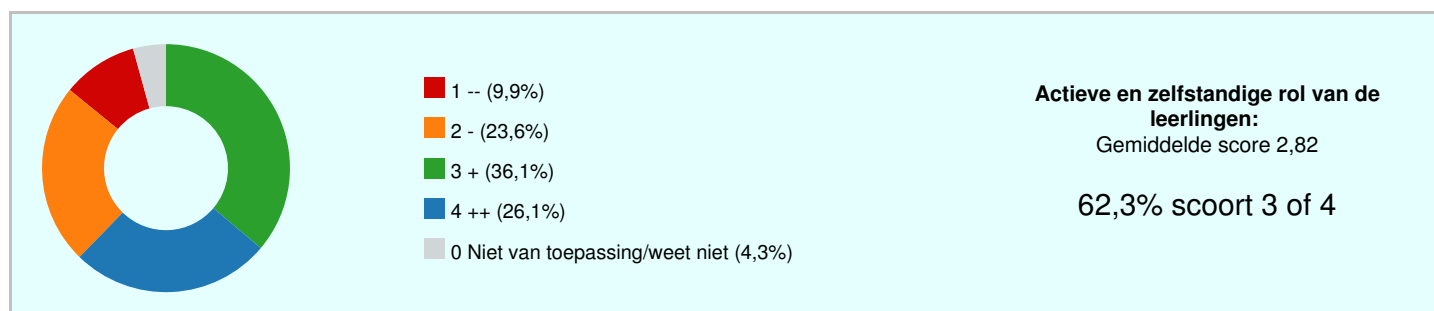 1 -- (9,9%)
2 - (23,6%)
3 + (36,1%)
4 ++ (26,1%)
0 Niet van toepassing/weet niet (4,3%)
Actieve en zelfstandige rol van de
leerlingen:
Gemiddelde score 2,82
62,3% scoort 3 of 4